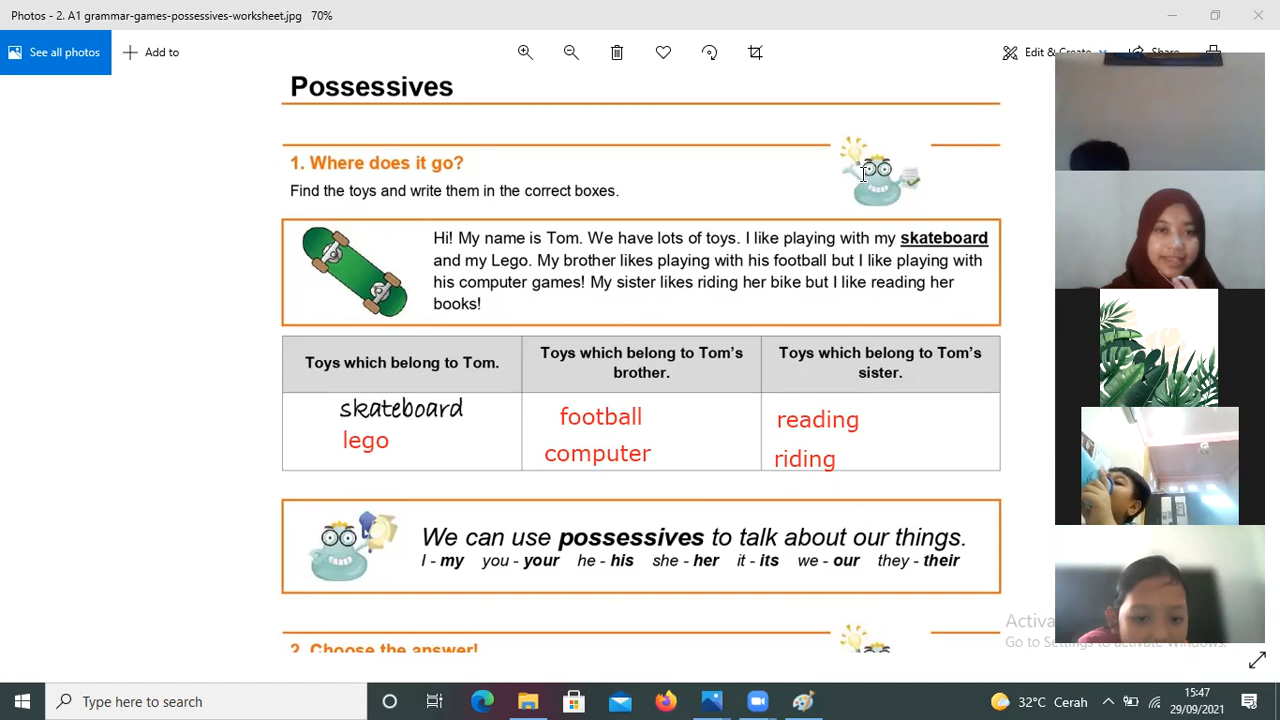 Photos - 2. A1 grammar-games-possessives-worksheet.jpg 70%
See all photos
Add to
Edit & Create
Share
Possessives
1. Where does it go?
Find the toys and write them in the correct boxes.
Hi! My name is Tom. We have lots of toys. I like playing with my skateboard
and my Lego. My brother likes playing with his football but I like playing with
his computer games! My sister likes riding her bike but I like reading her
books!
Toys which belong to Tom.
Toys which belong to Tom's
brother.
Toys which belong to Tom's
sister.
skateboard
lego
football
computer
reading
riding
We can use possessives to talk about our things.
I - my you - your he - his she - her it - its we - our they - their
2. Choose the answer!
Activa
Go to Settings to activate Windows.
Type here to search
32°C Cerah
15:47
29/09/2021